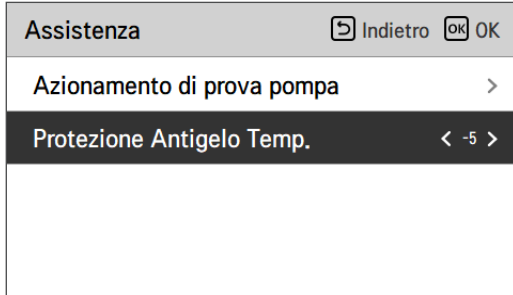 Assistenza Indietro OK OK
Azionamento di prova pompa >
Protezione Antigelo Temp. < -5 >